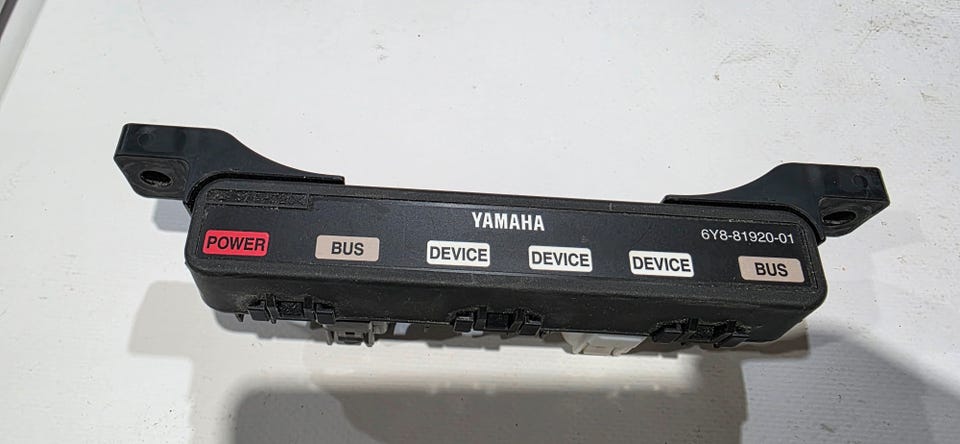 YAMAHA
6Y8-81920-01
POWER
BUS
DEVICE
DEVICE
DEVICE
BUS